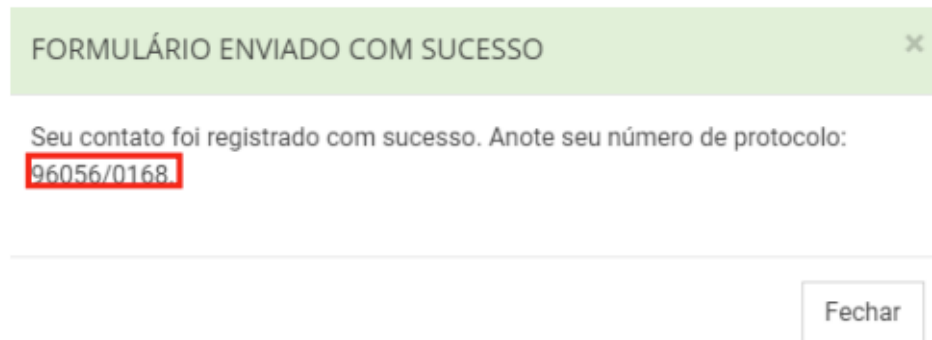 FORMULÁRIO ENVIADO COM SUCESSO ×
Seu contato foi registrado com sucesso. Anote seu número de protocolo:
96056/0168.
Fechar